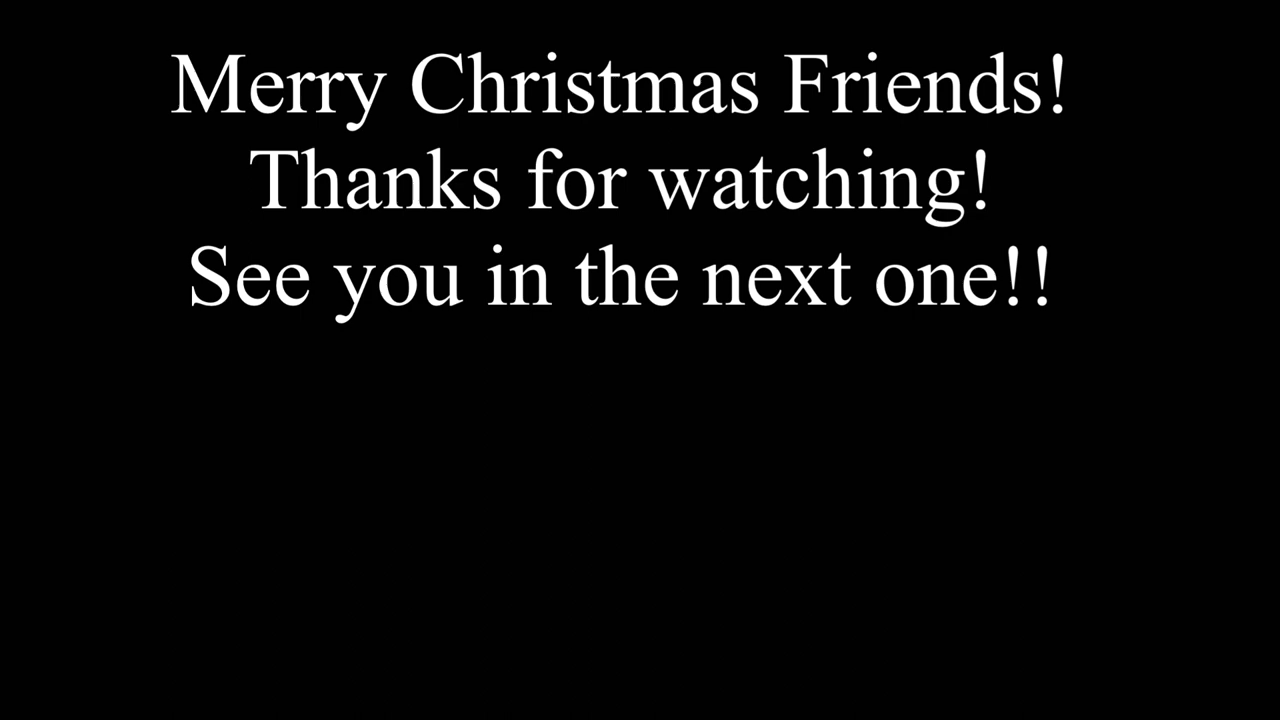 Merry Christmas Friends!
Thanks for watching!
See you in the next one!!